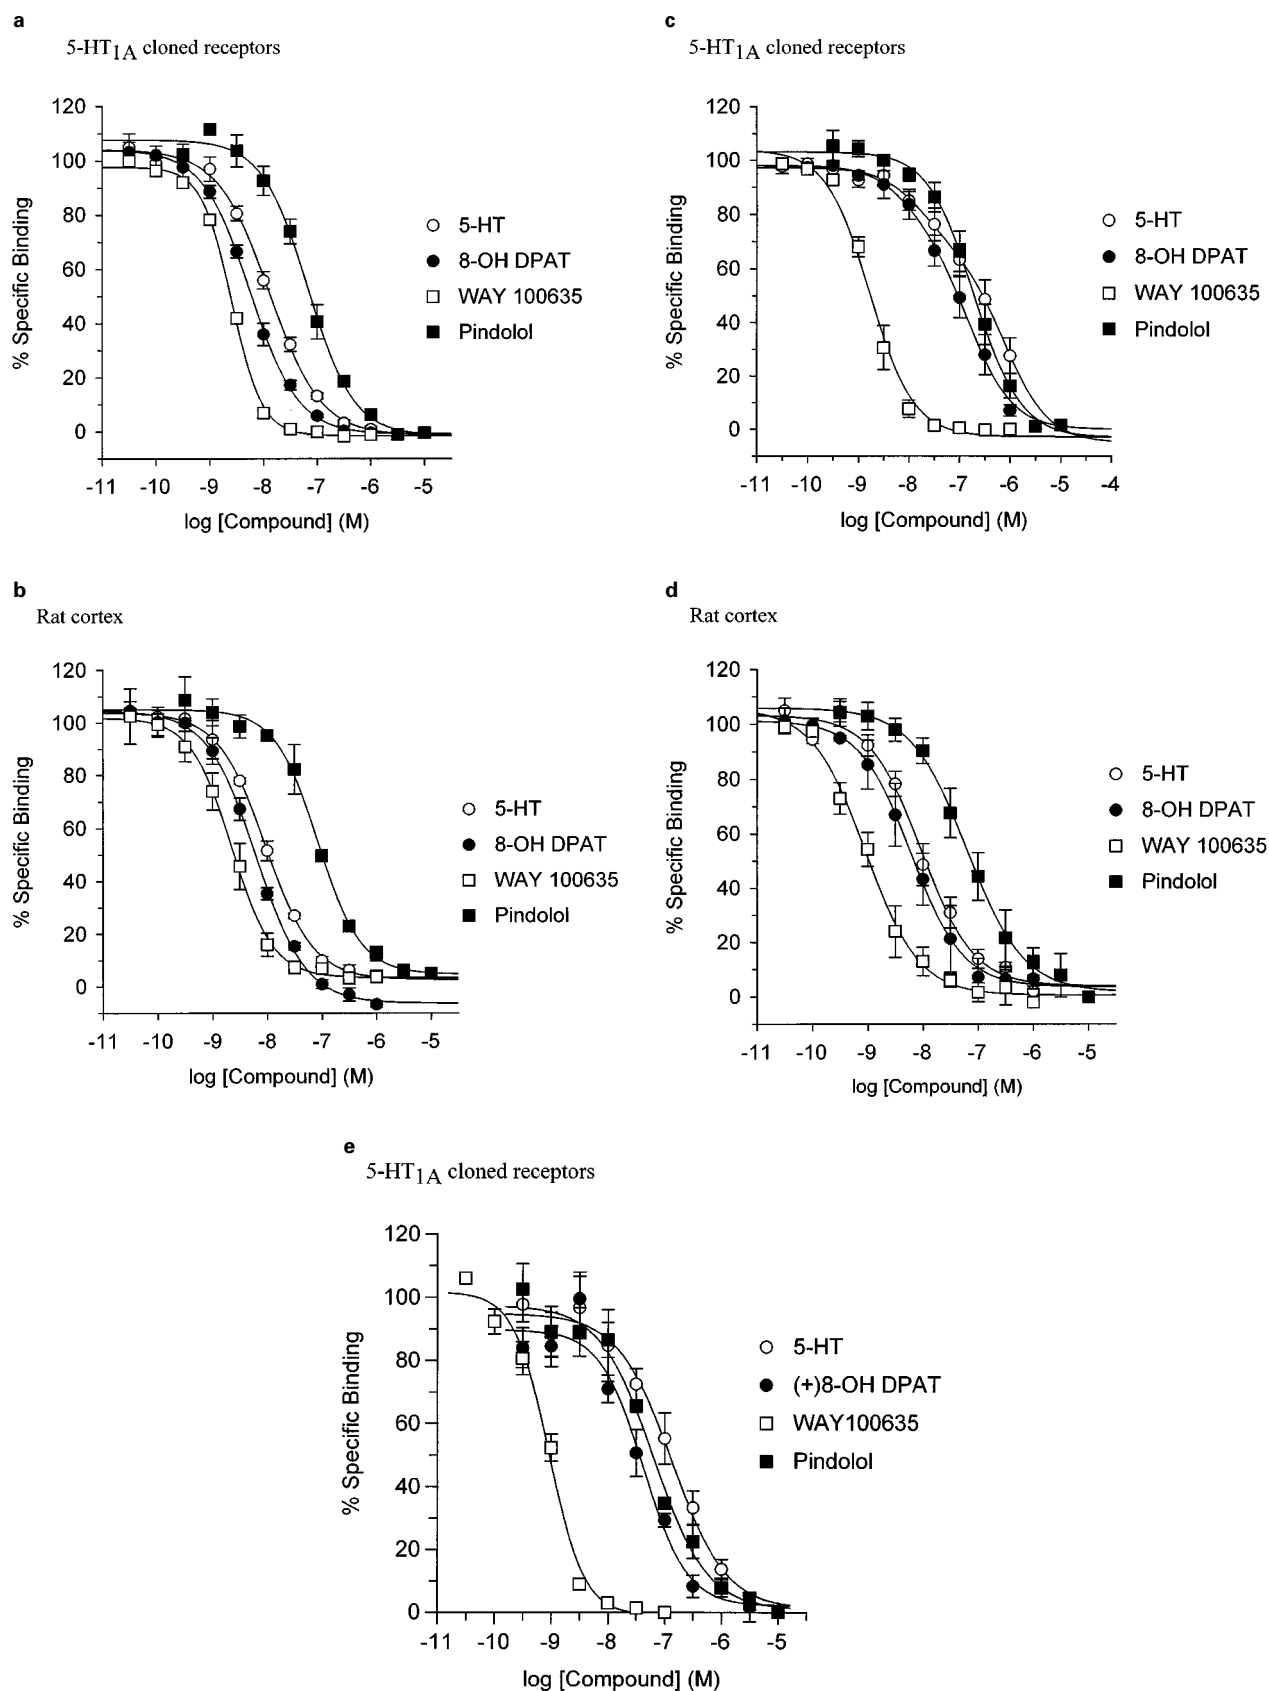 a
5-HT1A cloned receptors
% Specific Binding
120
100
80
60
40
20
0
-11 -10 -9 -8 -7 -6 -5
log [Compound] (M)
5-HT
8-OH DPAT
WAY 100635
Pindolol
c
5-HT1A cloned receptors
% Specific Binding
120
100
80
60
40
20
0
-11 -10 -9 -8 -7 -6 -5 -4
log [Compound] (M)
5-HT
8-OH DPAT
WAY 100635
Pindolol
b
Rat cortex
% Specific Binding
120
100
80
60
40
20
0
-11 -10 -9 -8 -7 -6 -5
log [Compound] (M)
5-HT
8-OH DPAT
WAY 100635
Pindolol
d
Rat cortex
% Specific Binding
120
100
80
60
40
20
0
-11 -10 -9 -8 -7 -6 -5
log [Compound] (M)
5-HT
8-OH DPAT
WAY 100635
Pindolol
e
5-HT1A cloned receptors
% Specific Binding
120
100
80
60
40
20
0
-11 -10 -9 -8 -7 -6 -5
log [Compound] (M)
5-HT
(+)8-OH DPAT
WAY100635
Pindolol